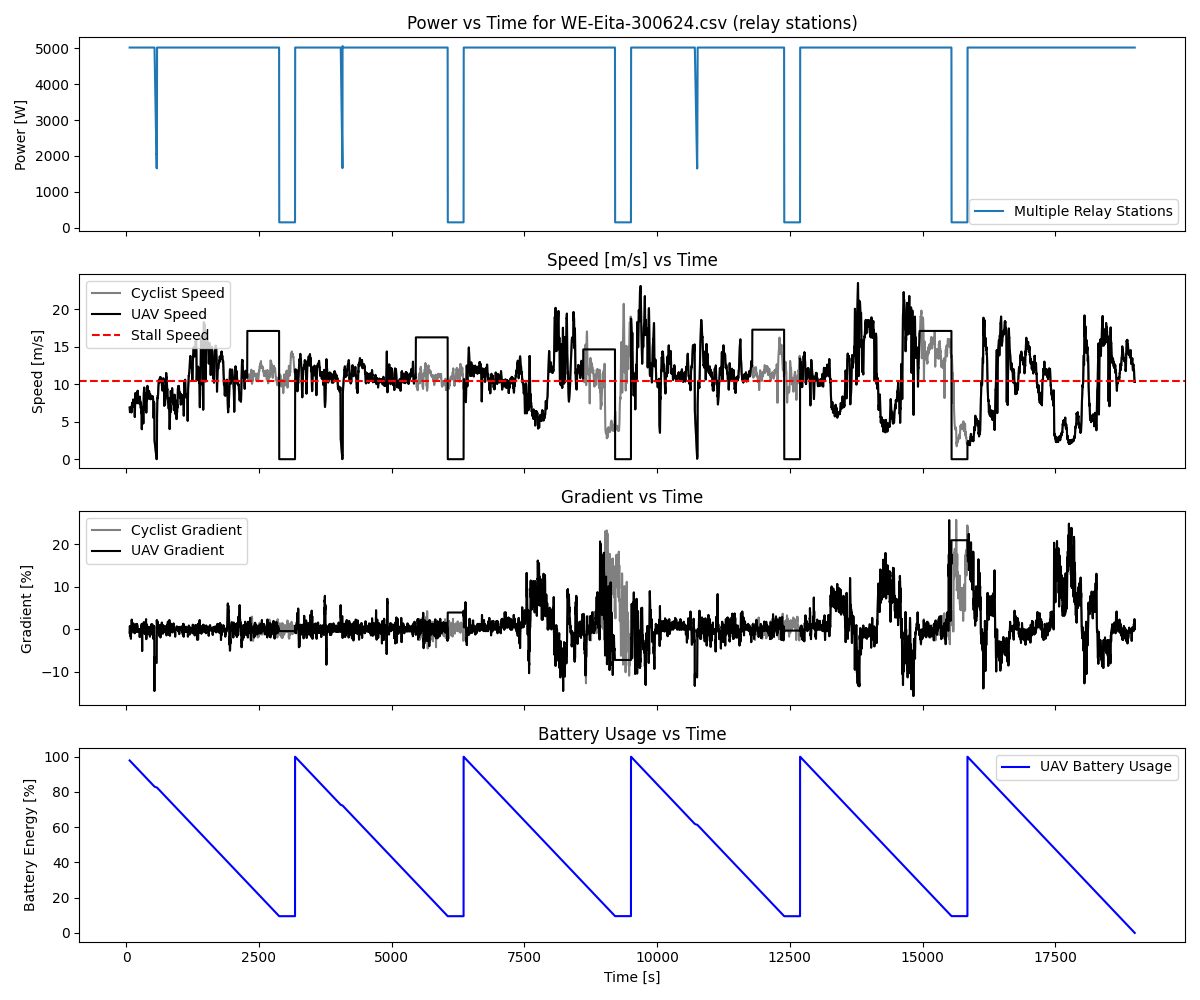 Power vs Time for WE-Eita-300624.csv (relay stations)
5000
4000
3000
2000
1000
0
Power [W]
Multiple Relay Stations
Speed [m/s] vs Time
20
15
10
5
0
Speed [m/s]
Cyclist Speed
UAV Speed
Stall Speed
Gradient vs Time
20
10
0
−10
Gradient [%]
Cyclist Gradient
UAV Gradient
Battery Usage vs Time
100
80
60
40
20
0
Battery Energy [%]
UAV Battery Usage
0 2500 5000 7500 10000 12500 15000 17500
Time [s]